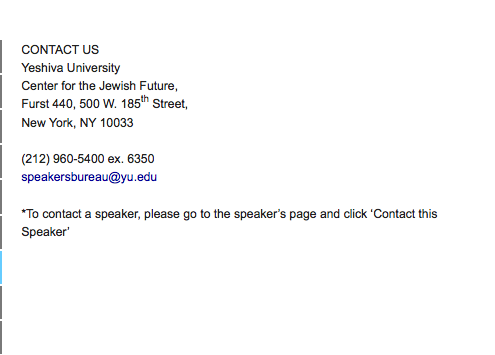 CONTACT US
Yeshiva University
Center for the Jewish Future,
Furst 440, 500 W. 185th Street,
New York, NY 10033
(212) 960-5400 ex. 6350
speakersbureau@yu.edu
*To contact a speaker, please go to the speaker's page and click ‘Contact this
Speaker’